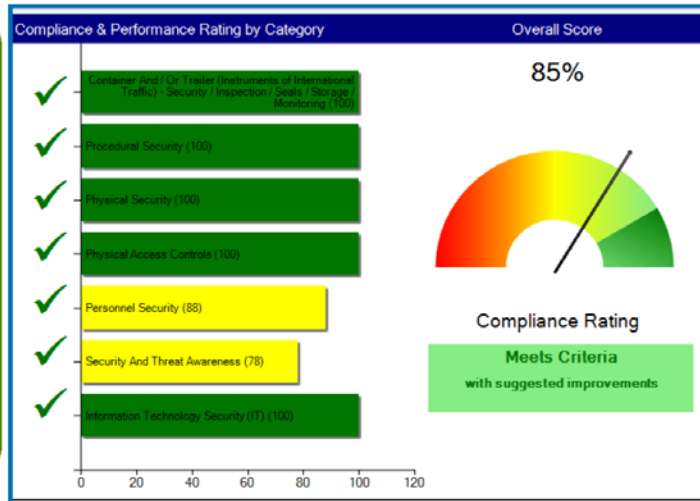 Compliance & Performance Rating by Category
Overall Score
85%
Container And / Or Trailer (Instruments of International
Traffic) - Security / Inspection / Seals / Storage /
Monitoring (100)
Procedural Security (100)
Physical Security (100)
Physical Access Controls (100)
Personnel Security (88)
Security And Threat Awareness (78)
Information Technology Security (IT) (100)
0 20 40 60 80 100 120
Compliance Rating
Meets Criteria
with suggested improvements